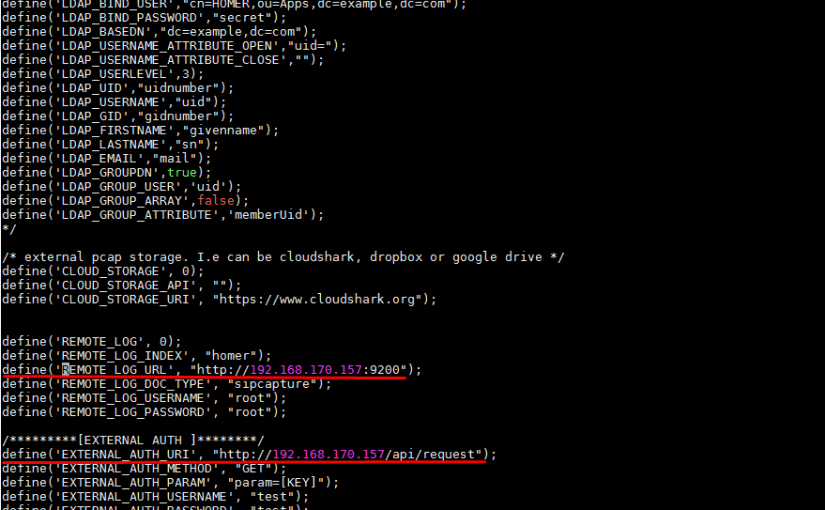 define('LDAP_BIND_USER',"cn=HOMER,ou=Apps,dc=example,dc=com");
define('LDAP_BIND_PASSWORD',"secret");
define('LDAP_BASEDN',"dc=example,dc=com");
define('LDAP_USERNAME_ATTRIBUTE_OPEN',"uid=");
define('LDAP_USERNAME_ATTRIBUTE_CLOSE',"");
define('LDAP_USERLEVEL',3);
define('LDAP_UID',"uidnumber");
define('LDAP_USERNAME',"uid");
define('LDAP_GID',"gidnumber");
define('LDAP_FIRSTNAME',"givenname");
define('LDAP_LASTNAME',"sn");
define('LDAP_EMAIL',"mail");
define('LDAP_GROUPDN',true);
define('LDAP_GROUP_USER','uid');
define('LDAP_GROUP_ARRAY',false);
define('LDAP_GROUP_ATTRIBUTE','memberUid');
*/
/* external pcap storage. I.e can be cloudshark, dropbox or google drive */
define('CLOUD_STORAGE', 0);
define('CLOUD_STORAGE_API', "");
define('CLOUD_STORAGE_URI', "https://www.cloudshark.org");
define('REMOTE_LOG', 0);
define('REMOTE_LOG_INDEX', "homer");
define('REMOTE_LOG_URL', "http://192.168.170.157:9200");
define('REMOTE_LOG_DOC_TYPE', "sipcapture");
define('REMOTE_LOG_USERNAME', "root");
define('REMOTE_LOG_PASSWORD', "root");
/*********[EXTERNAL AUTH ]********/
define('EXTERNAL_AUTH_URI', "http://192.168.170.157/api/request");
define('EXTERNAL_AUTH_METHOD', "GET");
define('EXTERNAL_AUTH_PARAM', "param=[KEY]");
define('EXTERNAL_AUTH_USERNAME', "test");
define('EXTERNAL_AUTH_PASSWORD', "test");